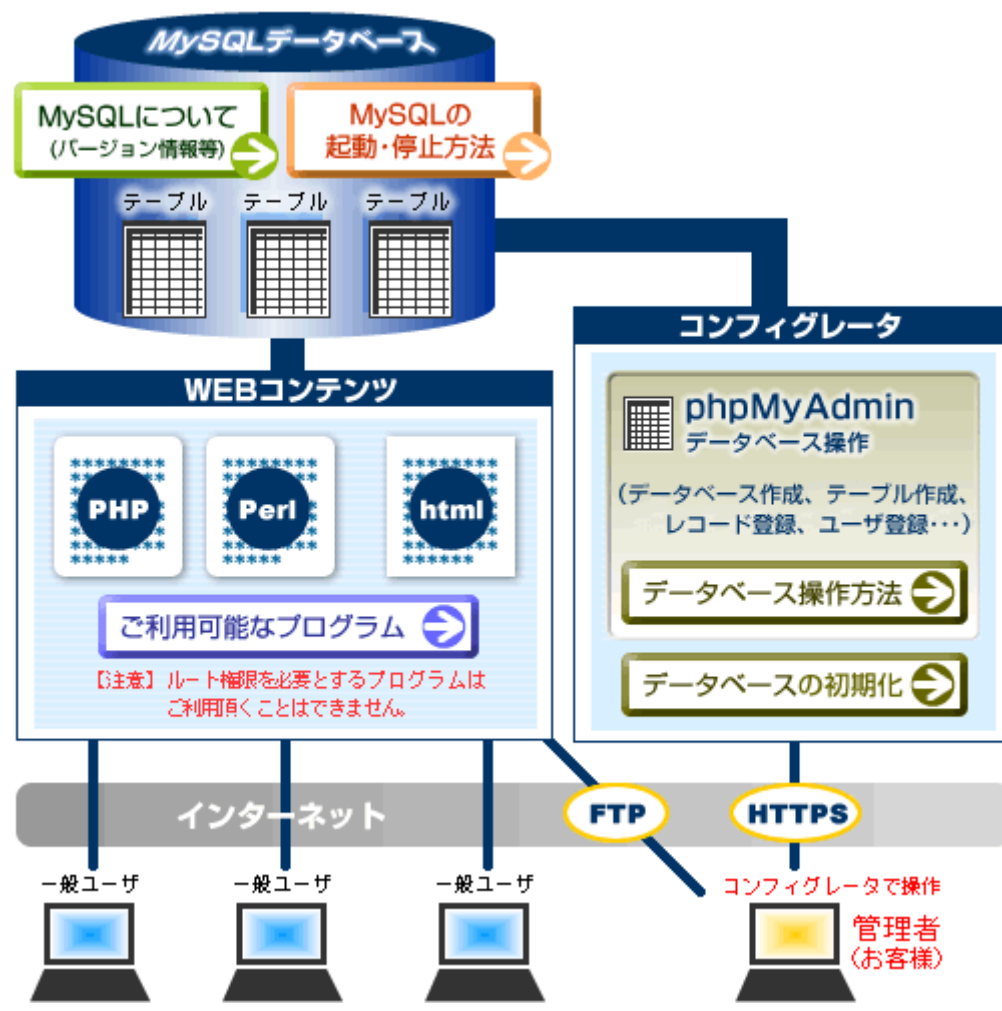 MySQLデータベース
MySQLについて
(バージョン情報等)
MySQLの
起動・停止方法
テーブル
テーブル
テーブル
コンフィグレータ
phpMyAdmin
データベース操作
(データベース作成、テーブル作成、
レコード登録、ユーザ登録･･･)
データベース操作方法
データベースの初期化
WEBコンテンツ
PHP
Perl
html
ご利用可能なプログラム
【注意】ルート権限を必要とするプログラムは
ご利用頂くことはできません。
インターネット
FTP
HTTPS
一般ユーザ
一般ユーザ
一般ユーザ
コンフィグレータで操作
管理者
(お客様)